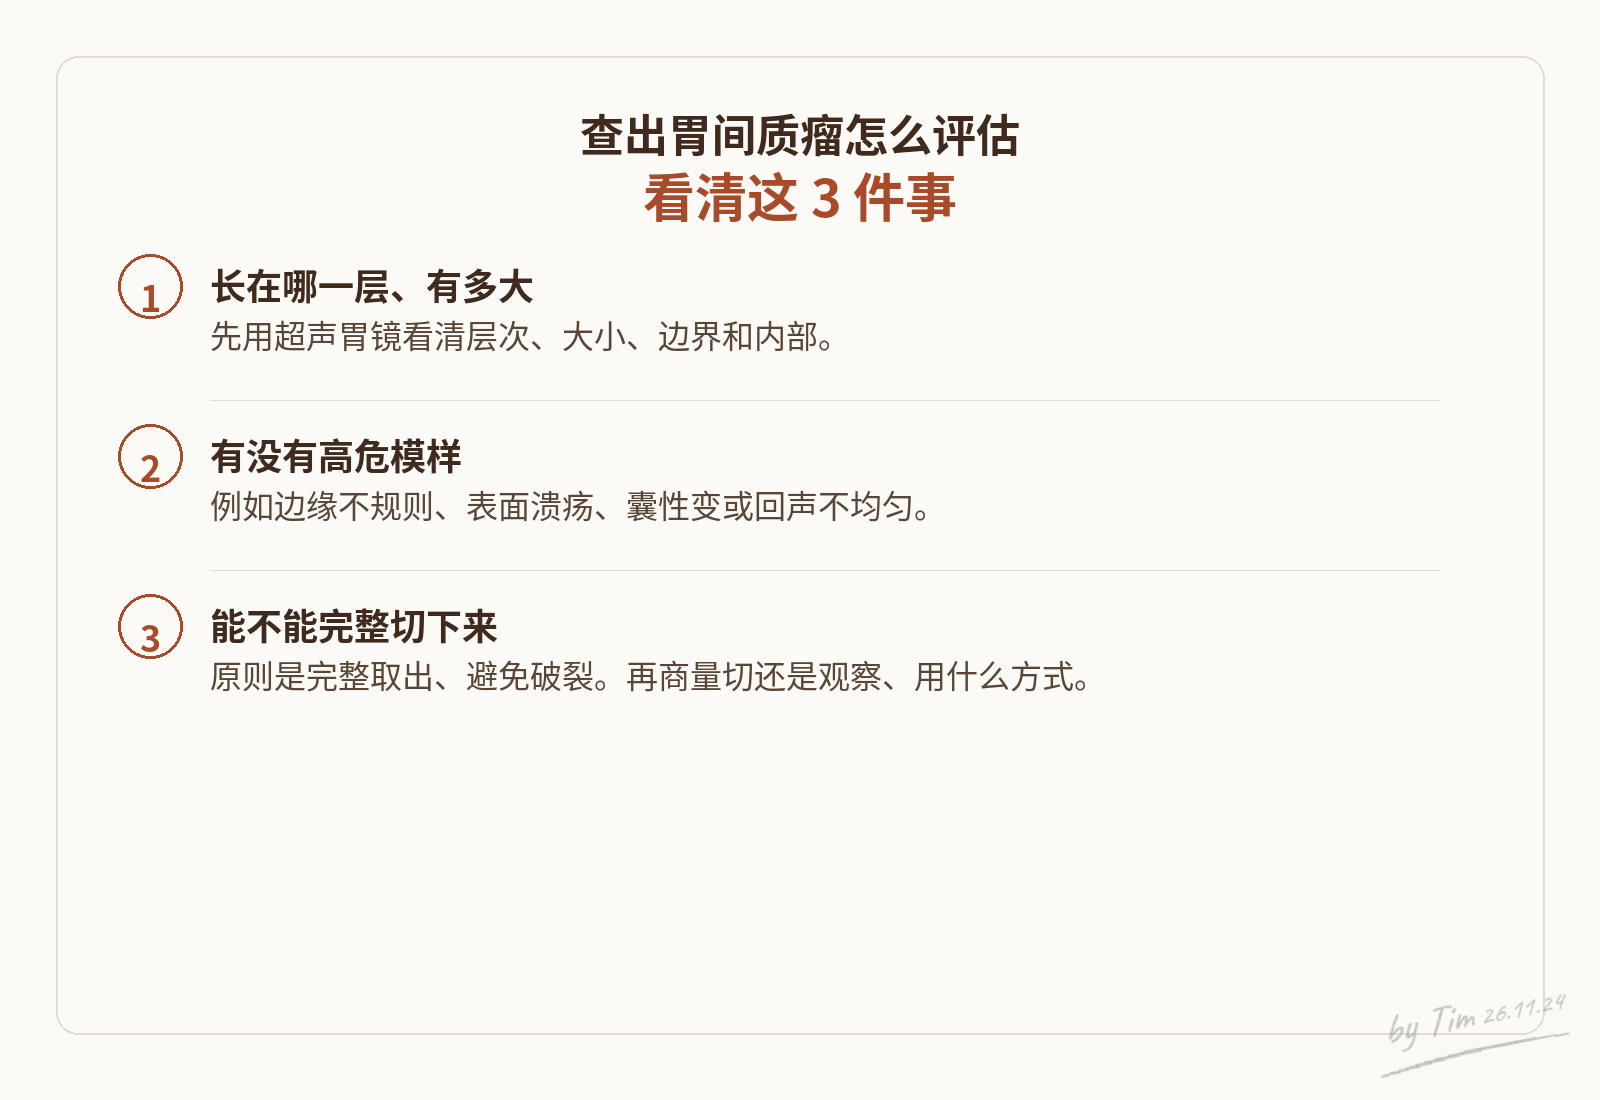 查出胃间质瘤怎么评估
看清这 3 件事
1
长在哪一层、有多大
先用超声胃镜看清层次、大小、边界和内部。
2
有没有高危模样
例如边缘不规则、表面溃疡、囊性变或回声不均匀。
3
能不能完整切下来
原则是完整取出、避免破裂。再商量切还是观察、用什么方式。
by Tim 26.11.24